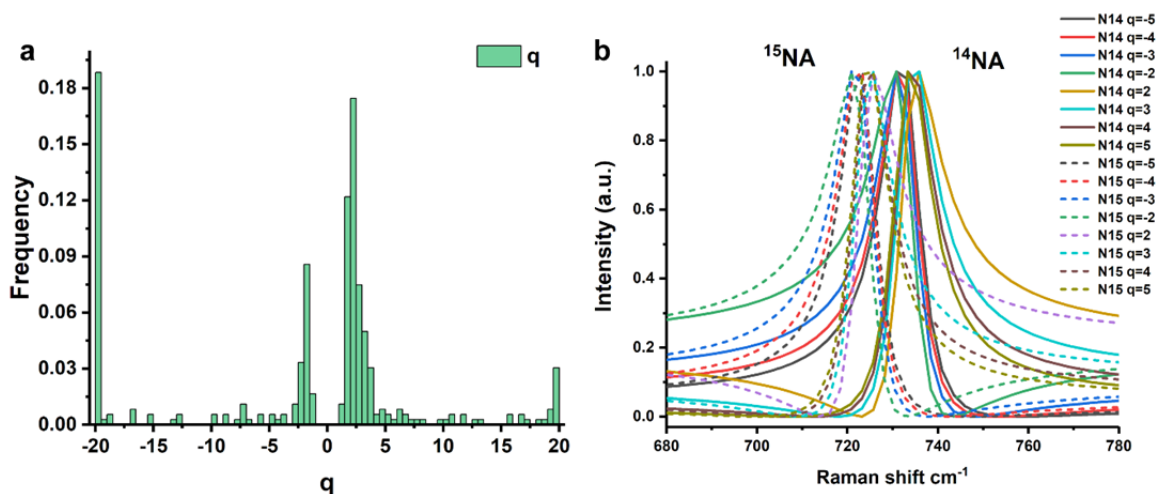 a
q
Frequency
0.18
0.15
0.12
0.09
0.06
0.03
0.00
-20
-15
-10
-5
0
5
10
15
20
q
b
¹⁵NA
¹⁴NA
Intensity (a.u.)
1.0
0.8
0.6
0.4
0.2
0.0
680
700
720
740
760
780
Raman shift cm⁻¹
N14 q=-5
N14 q=-4
N14 q=-3
N14 q=-2
N14 q=2
N14 q=3
N14 q=4
N14 q=5
N15 q=-5
N15 q=-4
N15 q=-3
N15 q=-2
N15 q=2
N15 q=3
N15 q=4
N15 q=5